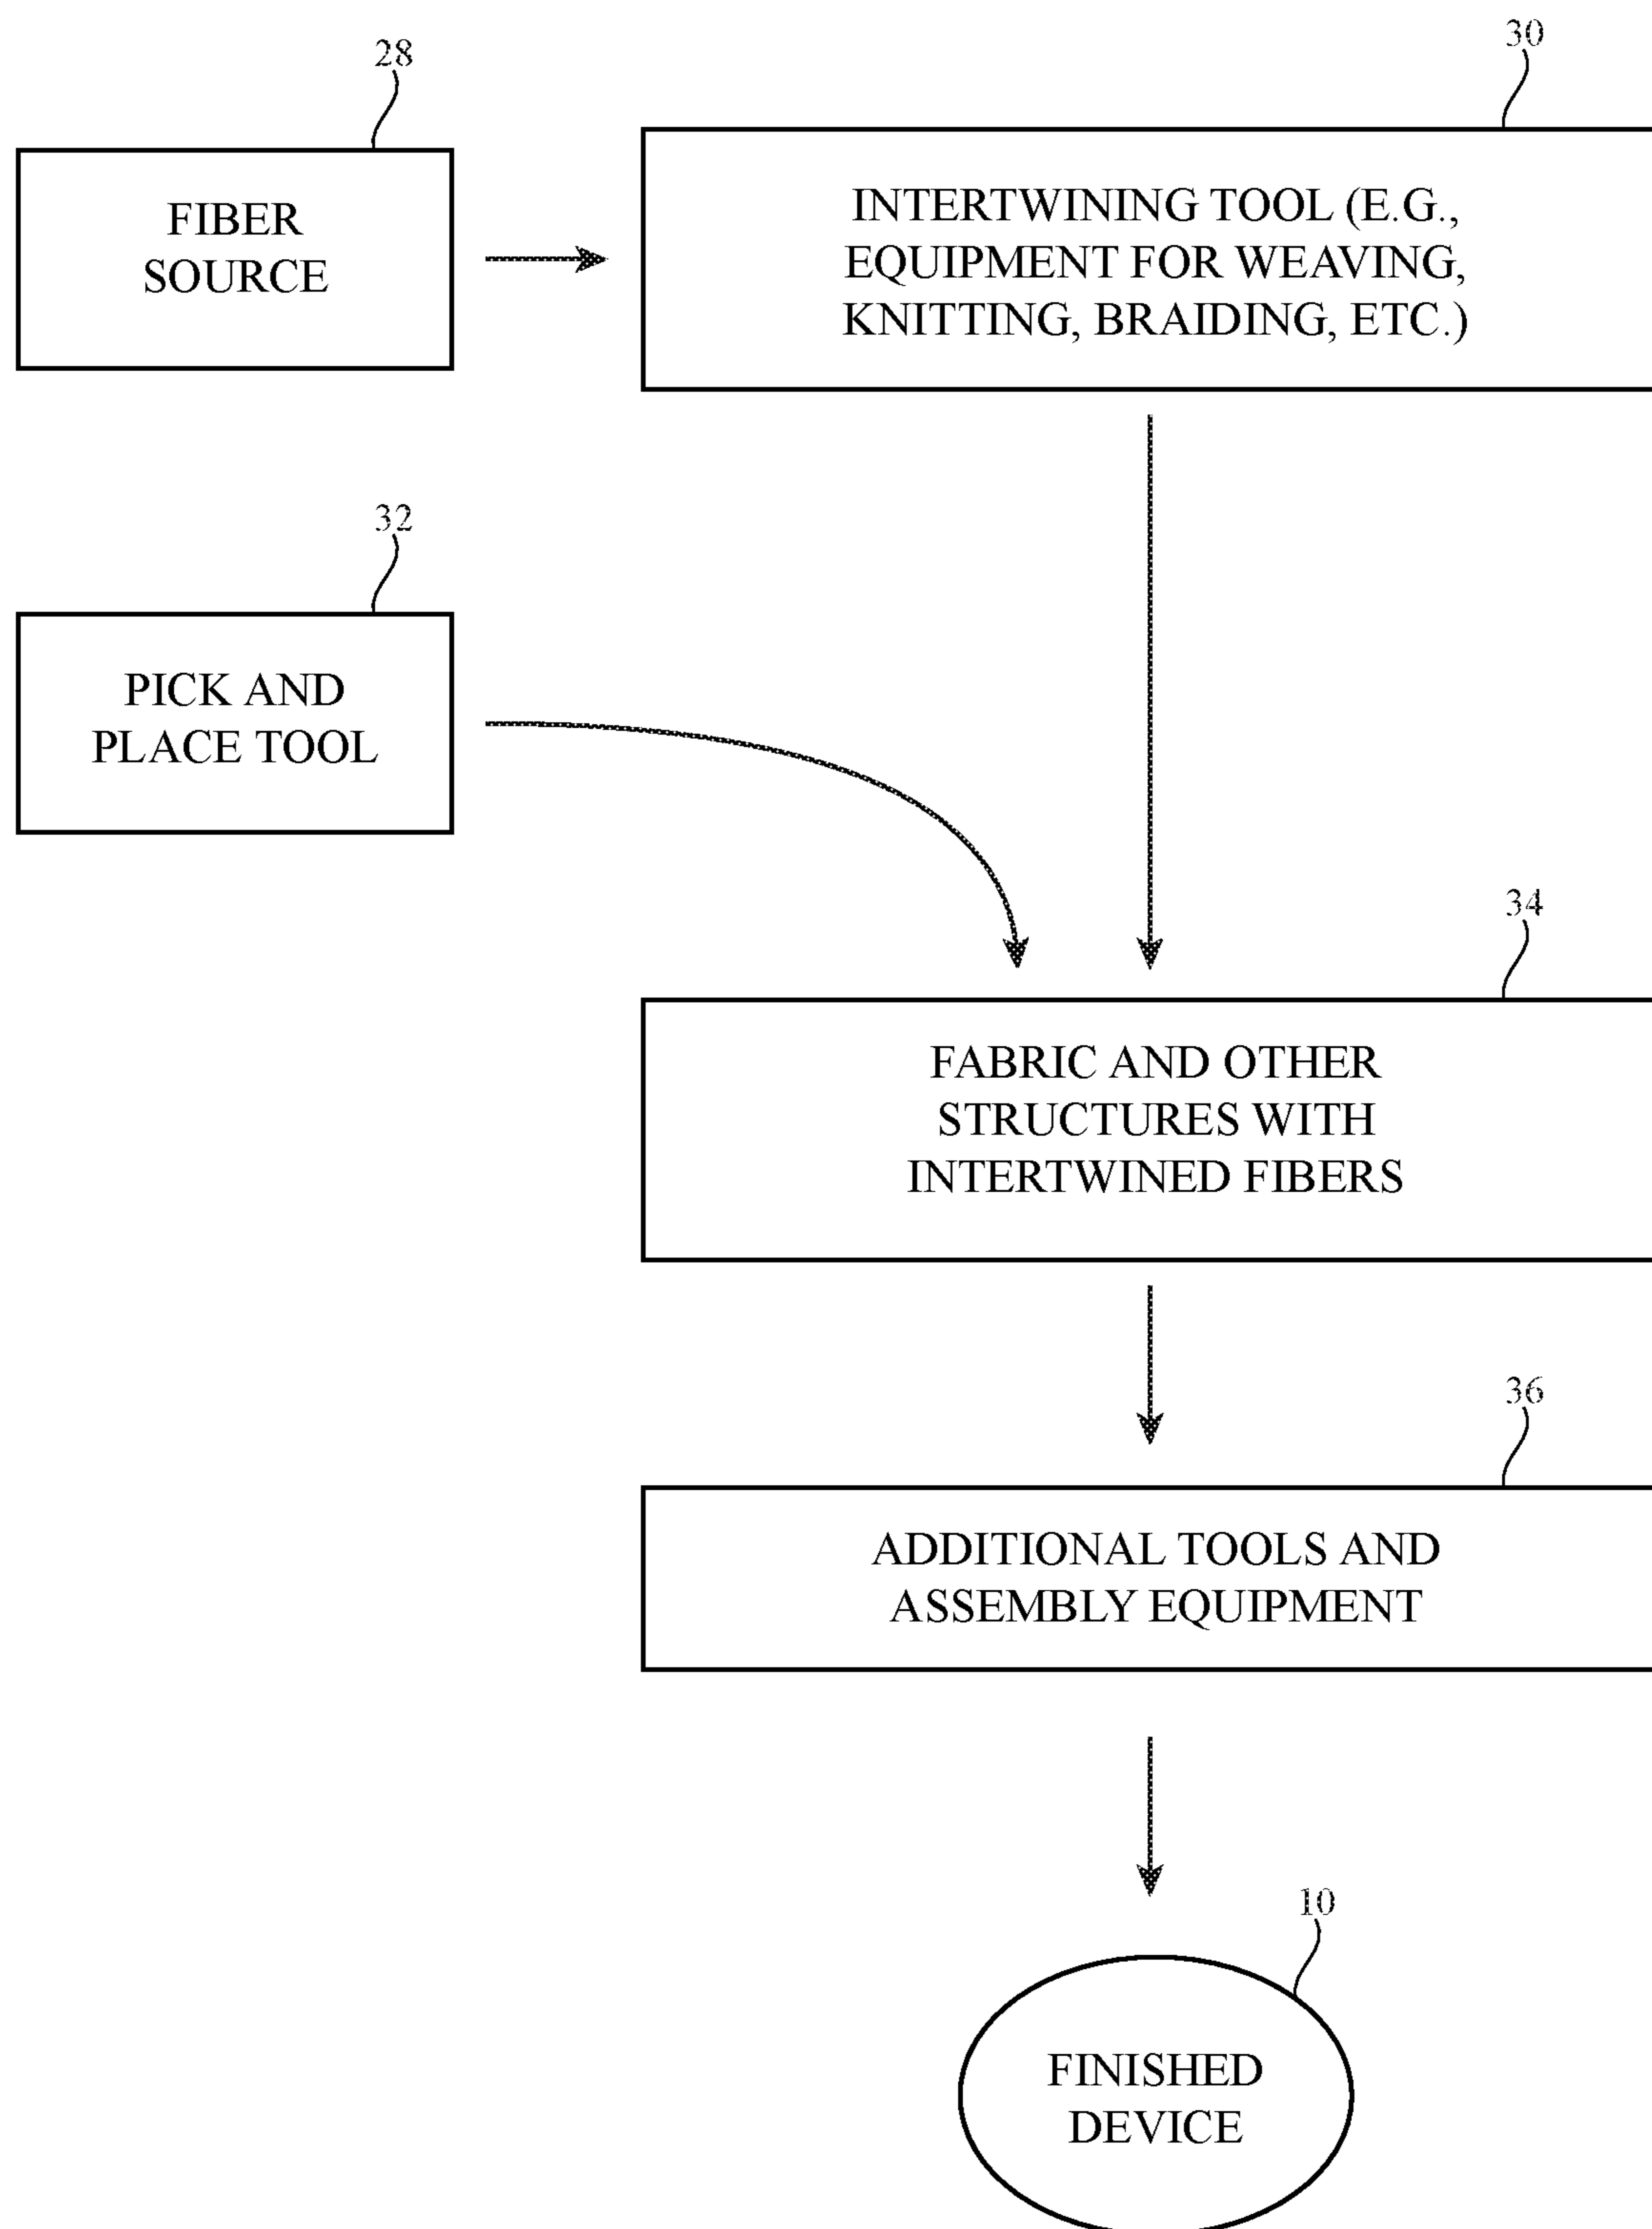 28
30
FIBER
SOURCE
INTERTWINING TOOL (E.G.,
EQUIPMENT FOR WEAVING,
KNITTING, BRAIDING, ETC.)
32
PICK AND
PLACE TOOL
34
FABRIC AND OTHER
STRUCTURES WITH
INTERTWINED FIBERS
36
ADDITIONAL TOOLS AND
ASSEMBLY EQUIPMENT
10
FINISHED
DEVICE